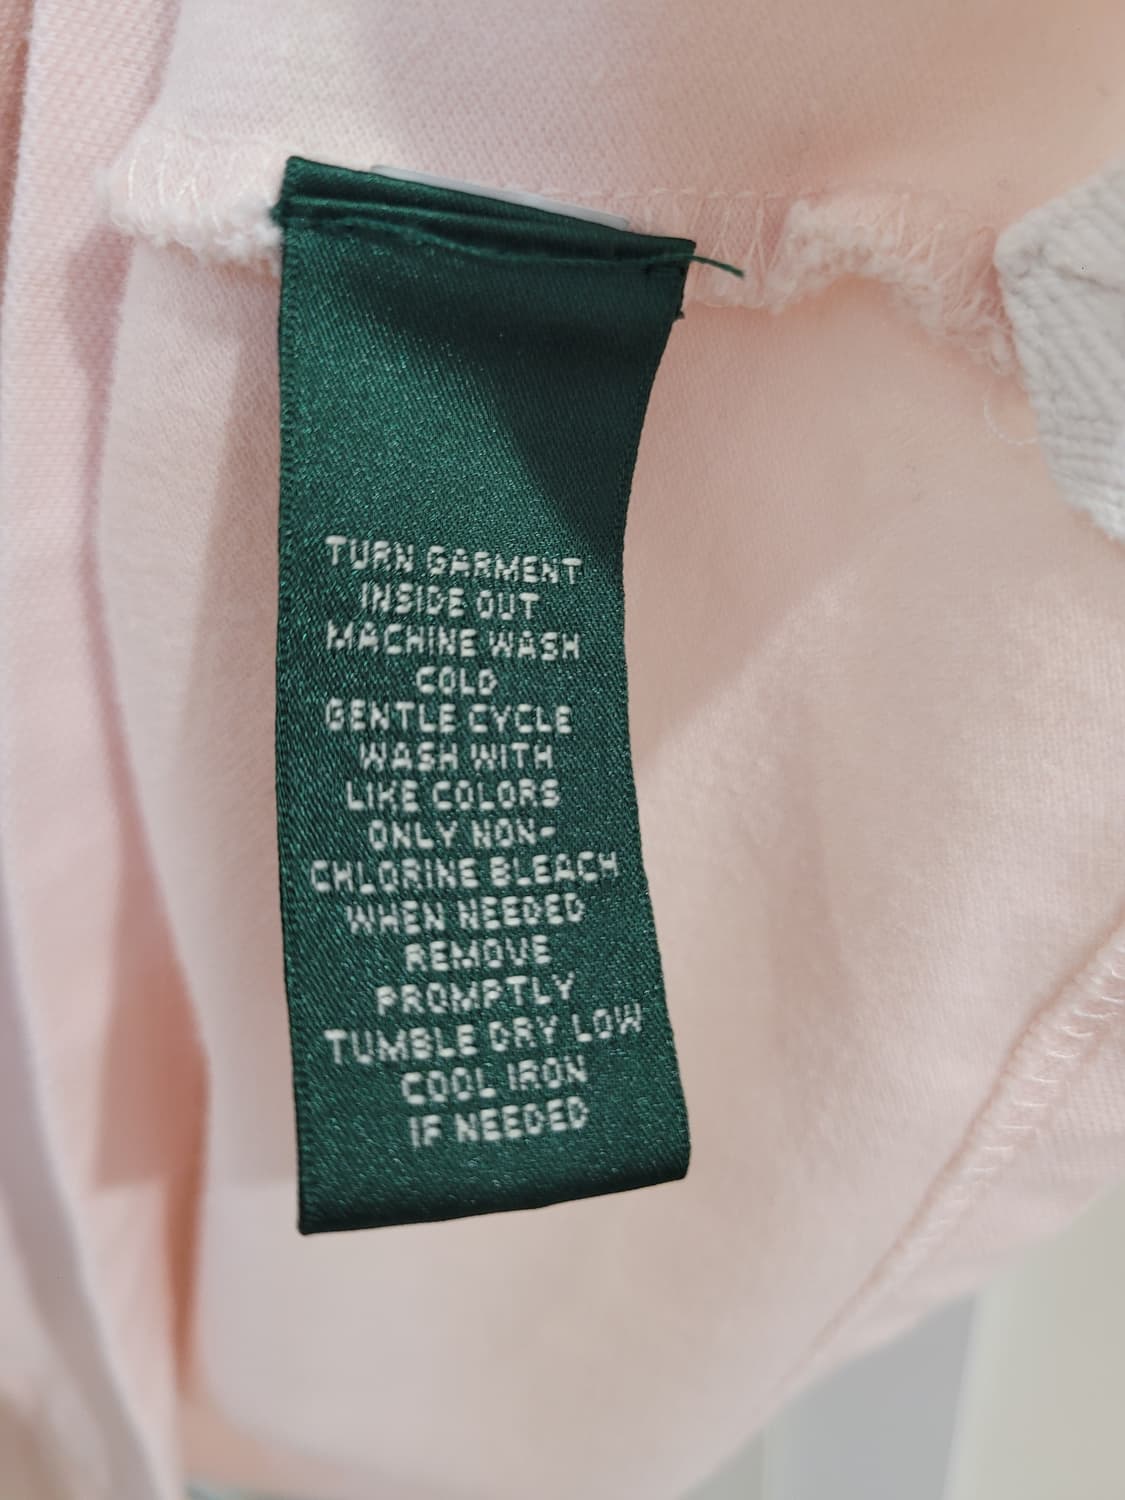 TURN GARMENT
INSIDE OUT
MACHINE WASH
COLD
GENTLE CYCLE
WASH WITH
LIKE COLORS
ONLY NON-
CHLORINE BLEACH
WHEN NEEDED
REMOVE
PROMPTLY
TUMBLE DRY LOW
COOL IRON
IF NEEDED